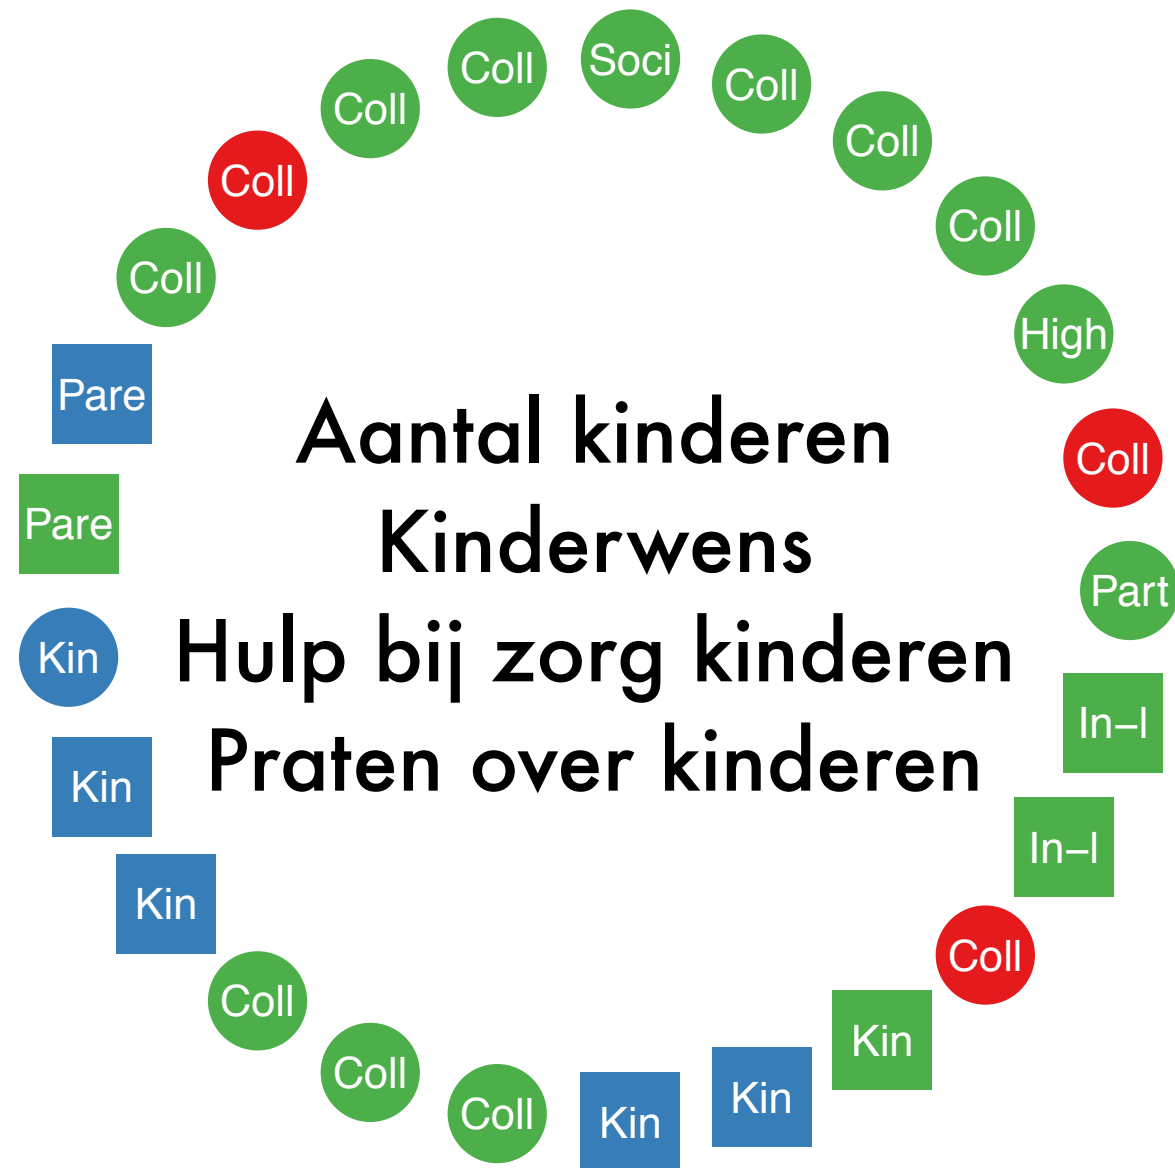 Soci
Coll
Coll
Coll
High
Coll
Part
In–l
In–l
Coll
Kin
Kin
Kin
Coll
Coll
Coll
Kin
Kin
Kin
Pare
Pare
Coll
Coll
Coll
Coll
Aantal kinderen
Kinderwens
Hulp bij zorg kinderen
Praten over kinderen